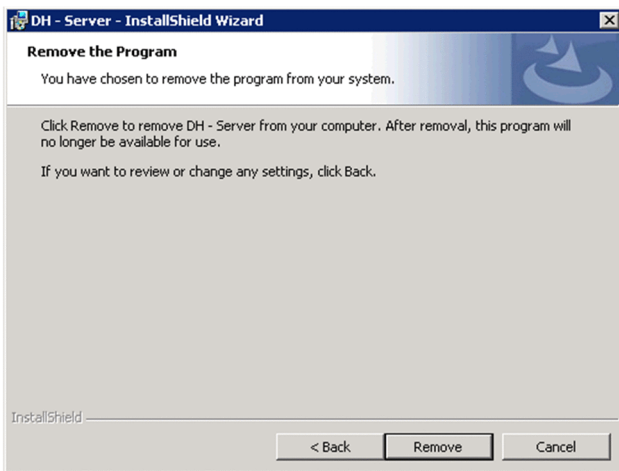 DH - Server - InstallShield Wizard
Remove the Program
You have chosen to remove the program from your system.
Click Remove to remove DH - Server from your computer. After removal, this program will
no longer be available for use.
If you want to review or change any settings, click Back.
InstallShield
< Back Remove Cancel